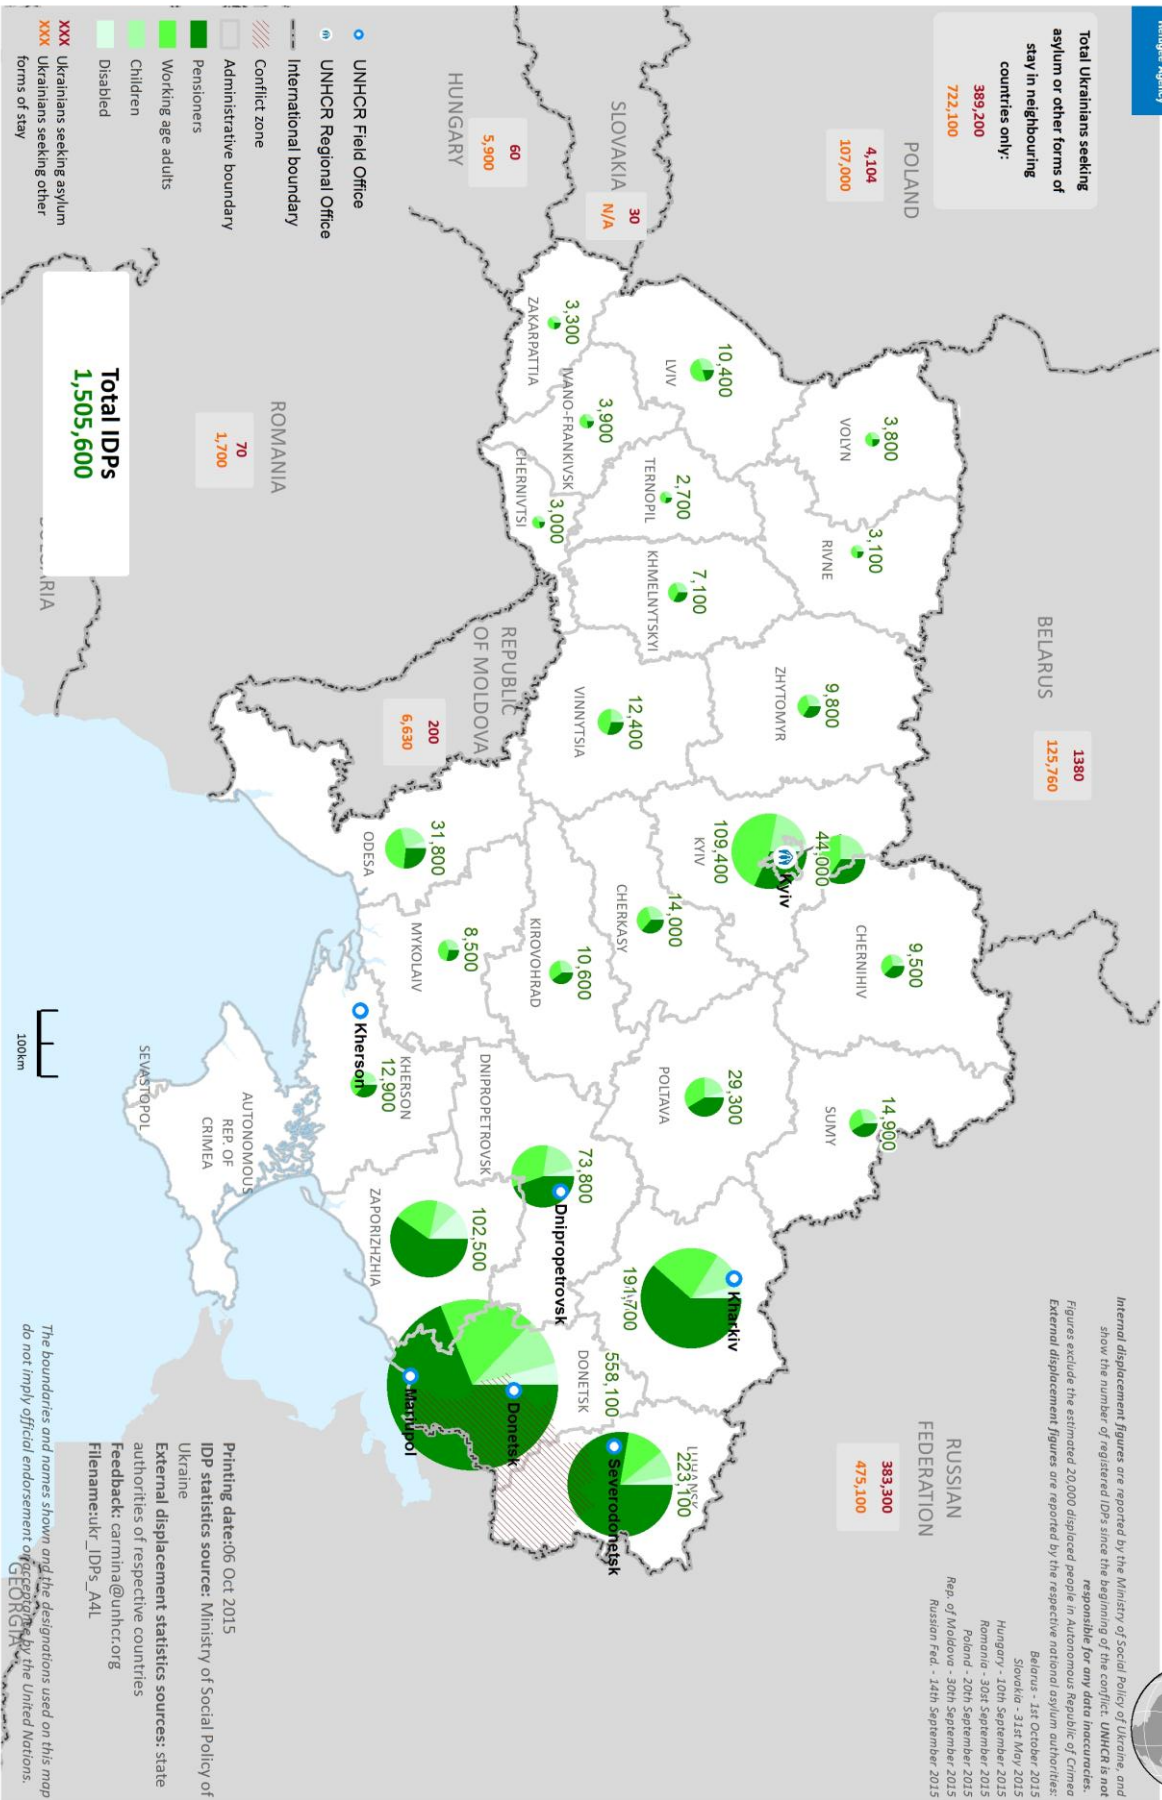 Refugee Agency
Total Ukrainians seeking
asylum or other forms of
stay in neighbouring
countries only:
389,200
722,100
Internal displacement figures are reported by the Ministry of Social Policy of Ukraine, and
show the number of registered IDPs since the beginning of the conflict. UNHCR is not
responsible for any data inaccuracies.
Figures exclude the estimated 20,000 displaced people in Autonomous Republic of Crimea
External displacement figures are reported by the respective national asylum authorities:
Belarus - 1st October 2015
Slovakia - 31st May 2015
Hungary - 10th September 2015
Romania - 30st September 2015
Poland - 20th September 2015
Rep. of Moldova - 30th September 2015
Russian Fed. - 14th September 2015
BELARUS
1380
125,760
POLAND
4,104
107,000
RUSSIAN
FEDERATION
383,300
475,100
SLOVAKIA
30
N/A
HUNGARY
60
5,900
ROMANIA
70
1,700
REPUBLIC
OF MOLDOVA
200
6,630
3,800
VOLYN
3,100
RIVNE
9,800
ZHYTOMYR
44,000
Kyiv
109,400
KYIV
9,500
CHERNIHIV
14,900
SUMY
10,400
LVIV
2,700
TERNOPIL
7,100
KHMELNYTSKYI
12,400
VINNYTSIA
14,000
CHERKASY
29,300
POLTAVA
Kharkiv
191,700
3,300
ZAKARPATTIA
3,900
IVANO-FRANKIVSK
3,000
CHERNIVTSI
10,600
KIROVOHRAD
73,800
Dnipropetrovsk
DNIPROPETROVSK
558,100
DONETSK
Donetsk
Mariupol
LUHANSK
223,100
Severodonetsk
31,800
ODESA
8,500
MYKOLAIV
KHERSON
12,900
Kherson
102,500
ZAPORIZHZHIA
AUTONOMOUS
REP. OF
CRIMEA
SEVASTOPOL
UNHCR Field Office
UNHCR Regional Office
International boundary
Conflict zone
Administrative boundary
Pensioners
Working age adults
Children
Disabled
XXX Ukrainians seeking asylum
XXX Ukrainians seeking other
forms of stay
Total IDPs
1,505,600
100km
Printing date:06 Oct 2015
IDP statistics source: Ministry of Social Policy of
Ukraine
External displacement statistics sources: state
authorities of respective countries
Feedback: carmina@unhcr.org
Filename:ukr_IDPs_A4L
The boundaries and names shown and the designations used on this map
do not imply official endorsement or acceptance by the United Nations.
GEORGIA